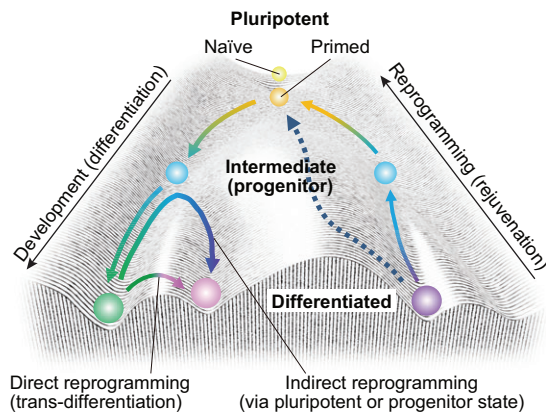 Pluripotent
Naïve
Primed
Development (differentiation)
Reprogramming (rejuvenation)
Intermediate
(progenitor)
Differentiated
Direct reprogramming
(trans-differentiation)
Indirect reprogramming
(via pluripotent or progenitor state)